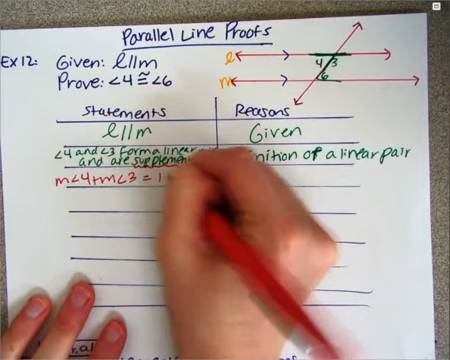 Parallel Line Proofs
Ex 12: Given: l||m
Prove: ∠4 ≅ ∠6
l
m
4 3
6
Statements Reasons
l||m Given
∠4 and ∠3 form a linear
and are Definition of a linear pair
m∠4+m∠3 = 1